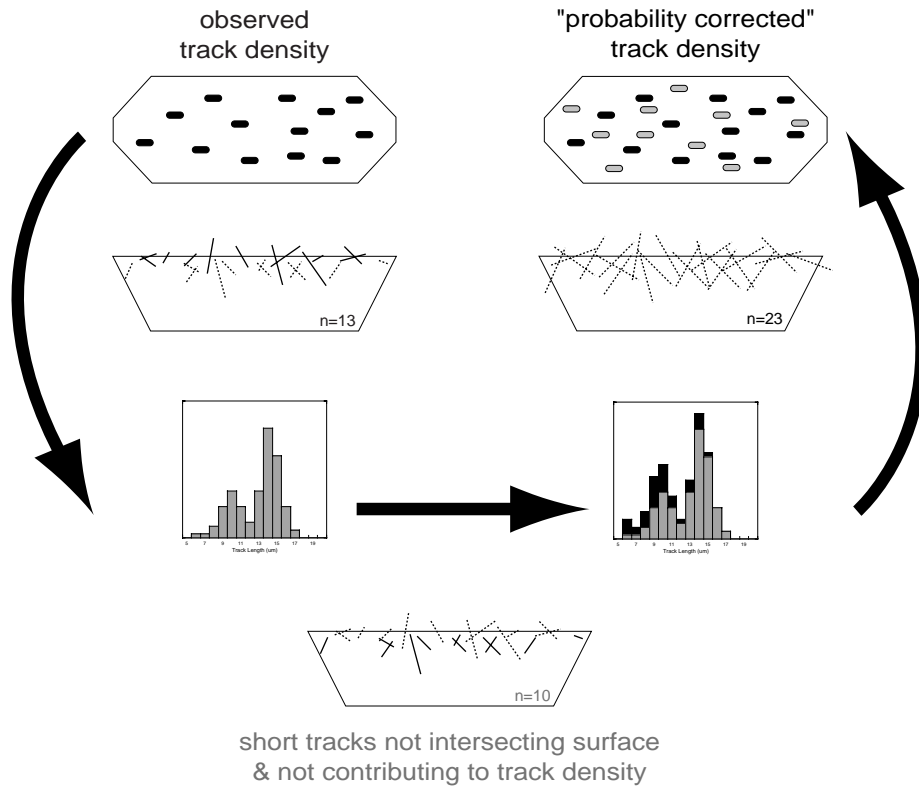 observed
track density
"probability corrected"
track density
n=13
n=23
5 7 9 11 13 15 17 19
Track Length (um)
5 7 9 11 13 15 17 19
Track Length (um)
n=10
short tracks not intersecting surface
& not contributing to track density